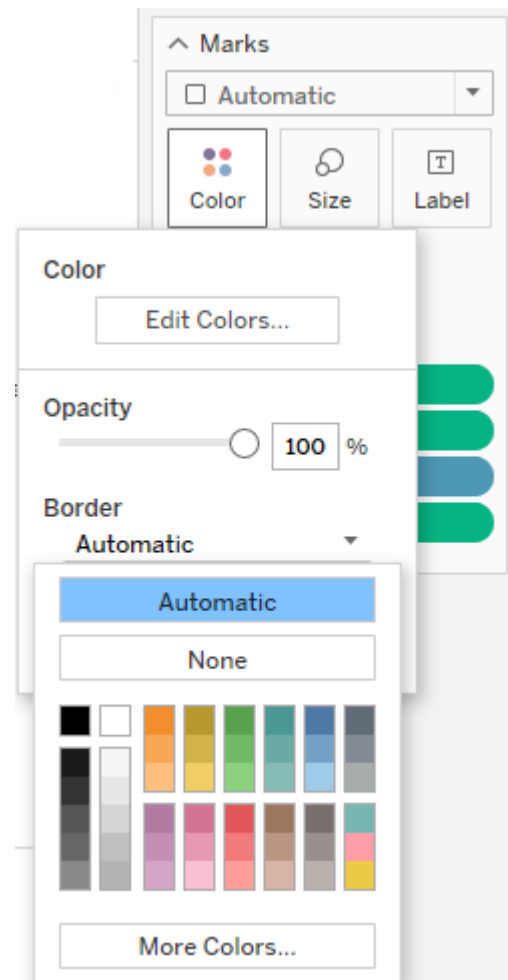 Marks
Automatic
Color Size Label
Color
Edit Colors...
Opacity
100 %
Border
Automatic
Automatic
None
More Colors...